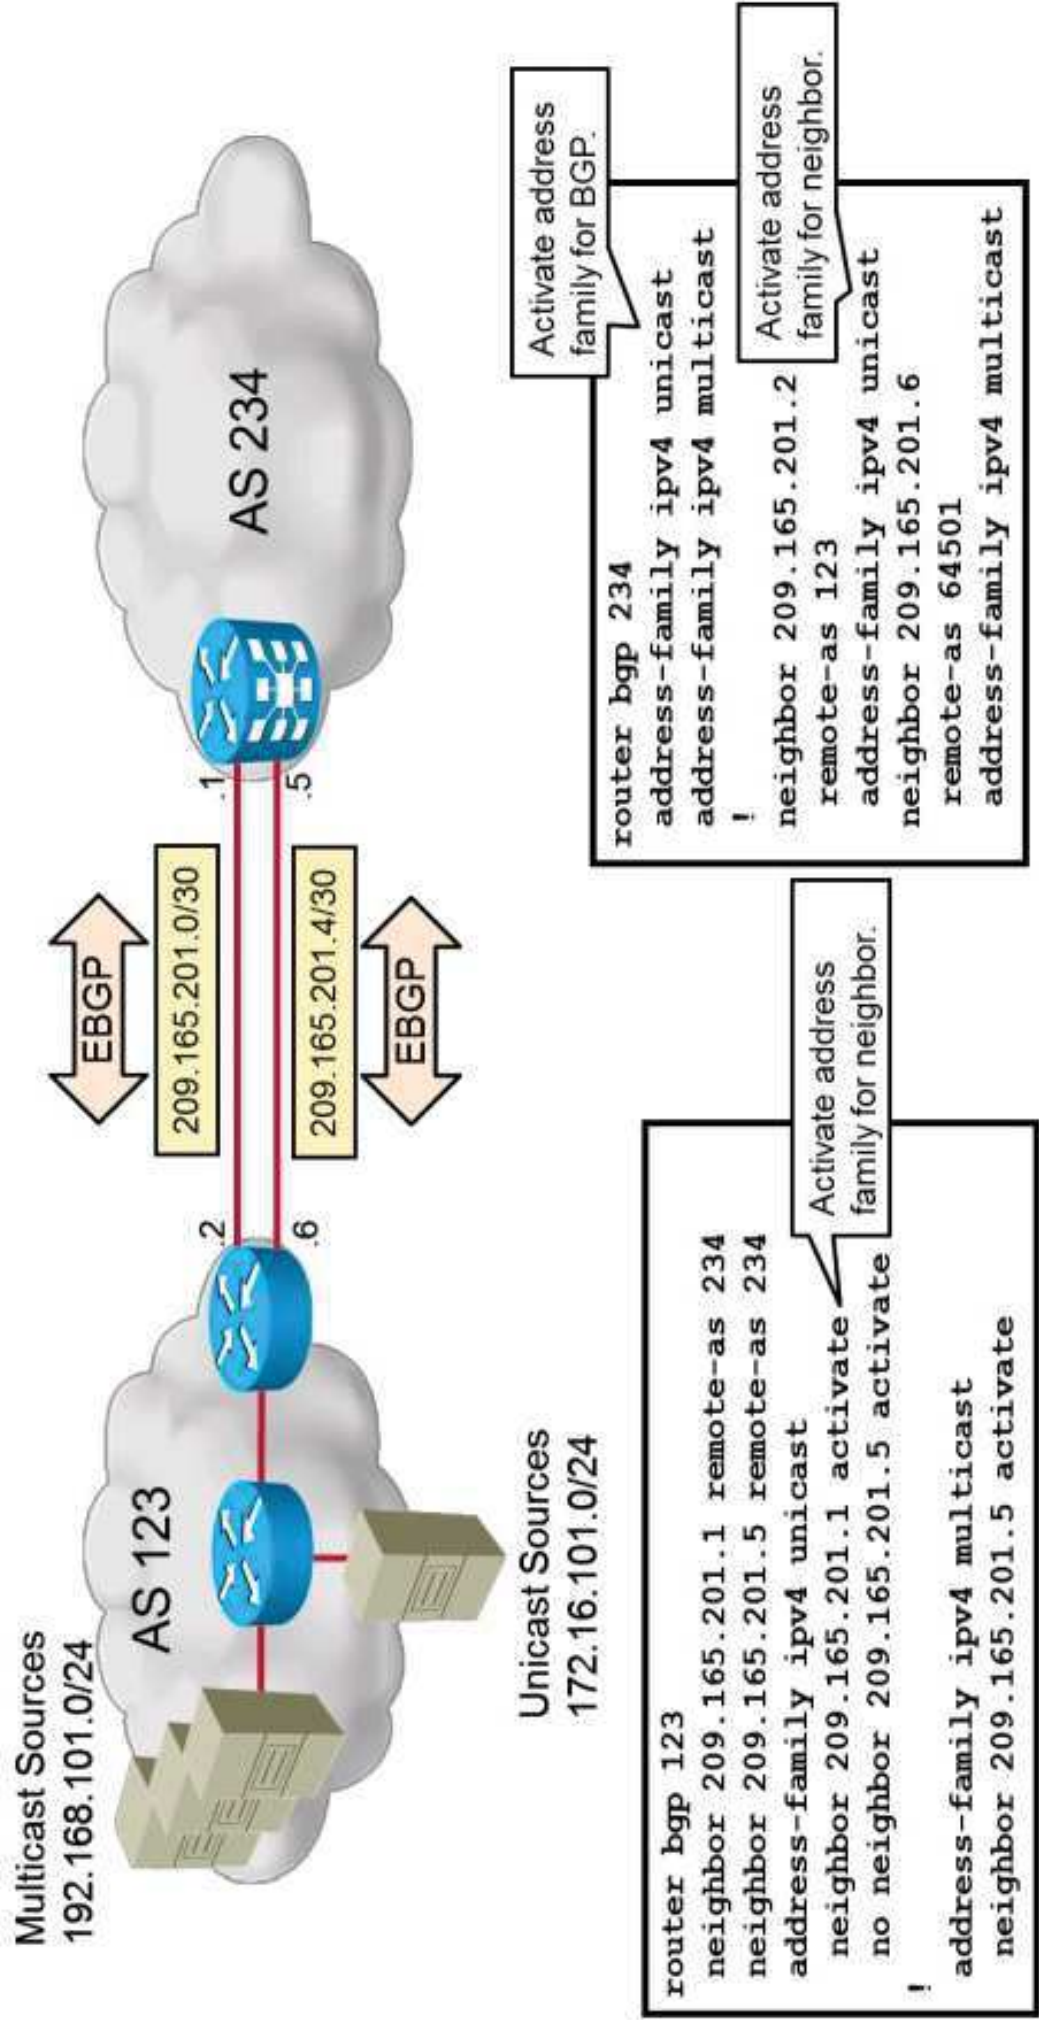 Multicast Sources
192.168.101.0/24
AS 123
Unicast Sources
172.16.101.0/24
.2
.6
EBGP
209.165.201.0/30
209.165.201.4/30
EBGP
.1
.5
AS 234
router bgp 123
neighbor 209.165.201.1 remote-as 234
neighbor 209.165.201.5 remote-as 234
address-family ipv4 unicast
neighbor 209.165.201.1 activate
no neighbor 209.165.201.5 activate
!
address-family ipv4 multicast
neighbor 209.165.201.5 activate
Activate address
family for neighbor.
router bgp 234
address-family ipv4 unicast
address-family ipv4 multicast
!
neighbor 209.165.201.2
remote-as 123
address-family ipv4 unicast
neighbor 209.165.201.6
remote-as 64501
address-family ipv4 multicast
Activate address
family for BGP.
Activate address
family for neighbor.